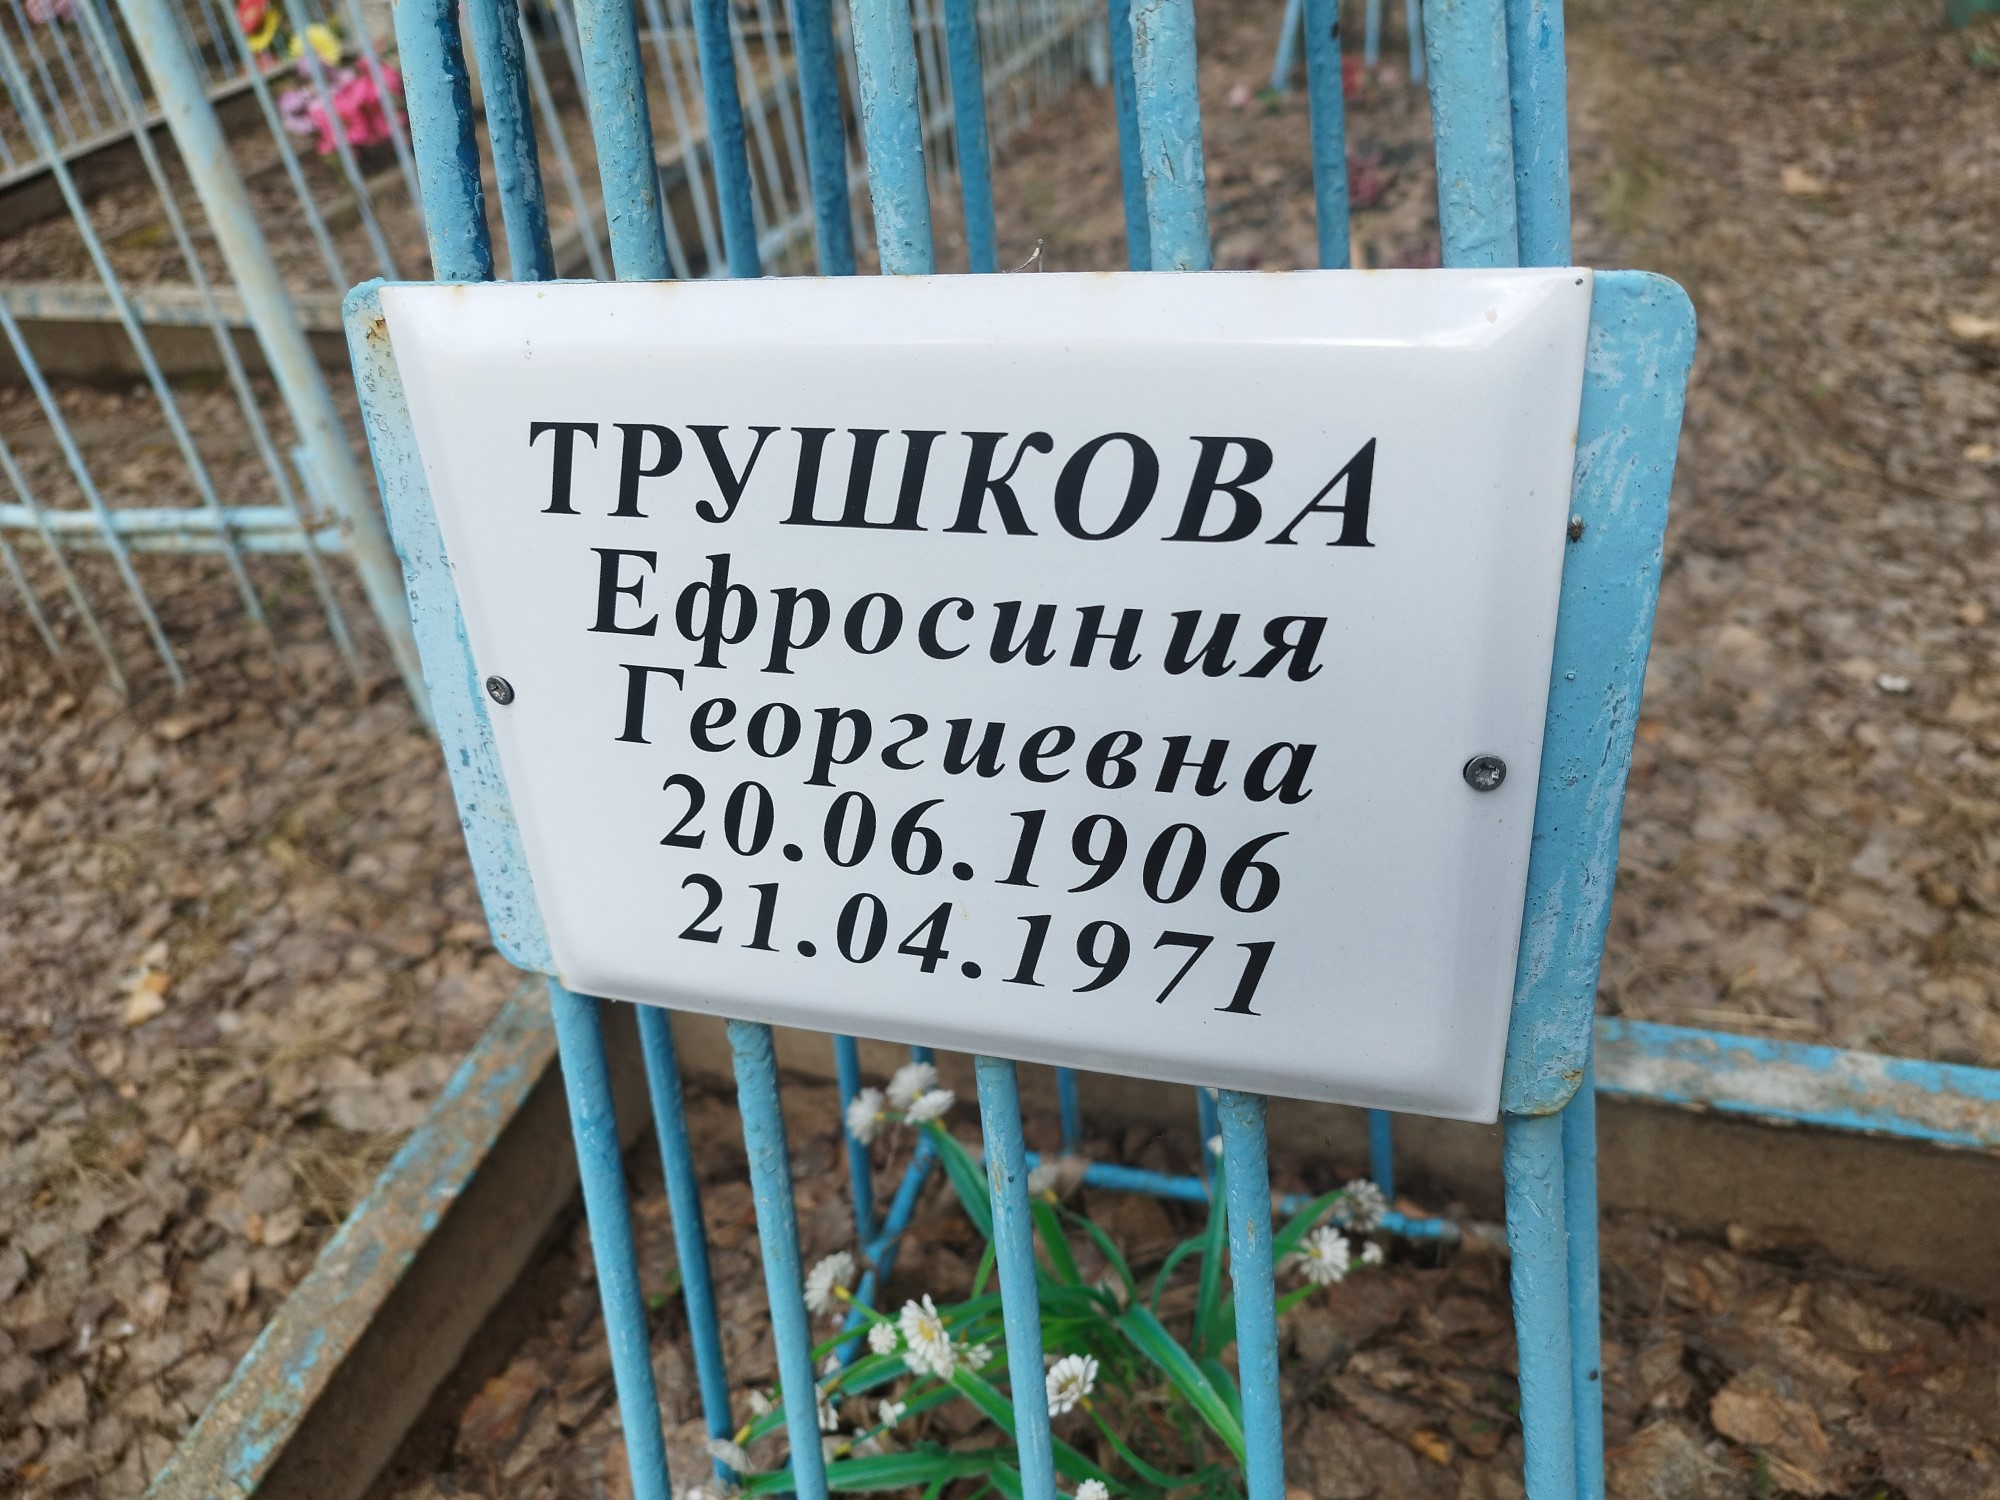 ТРУШКОВА
Ефросиния
Георгиевна
20.06.1906
21.04.1971